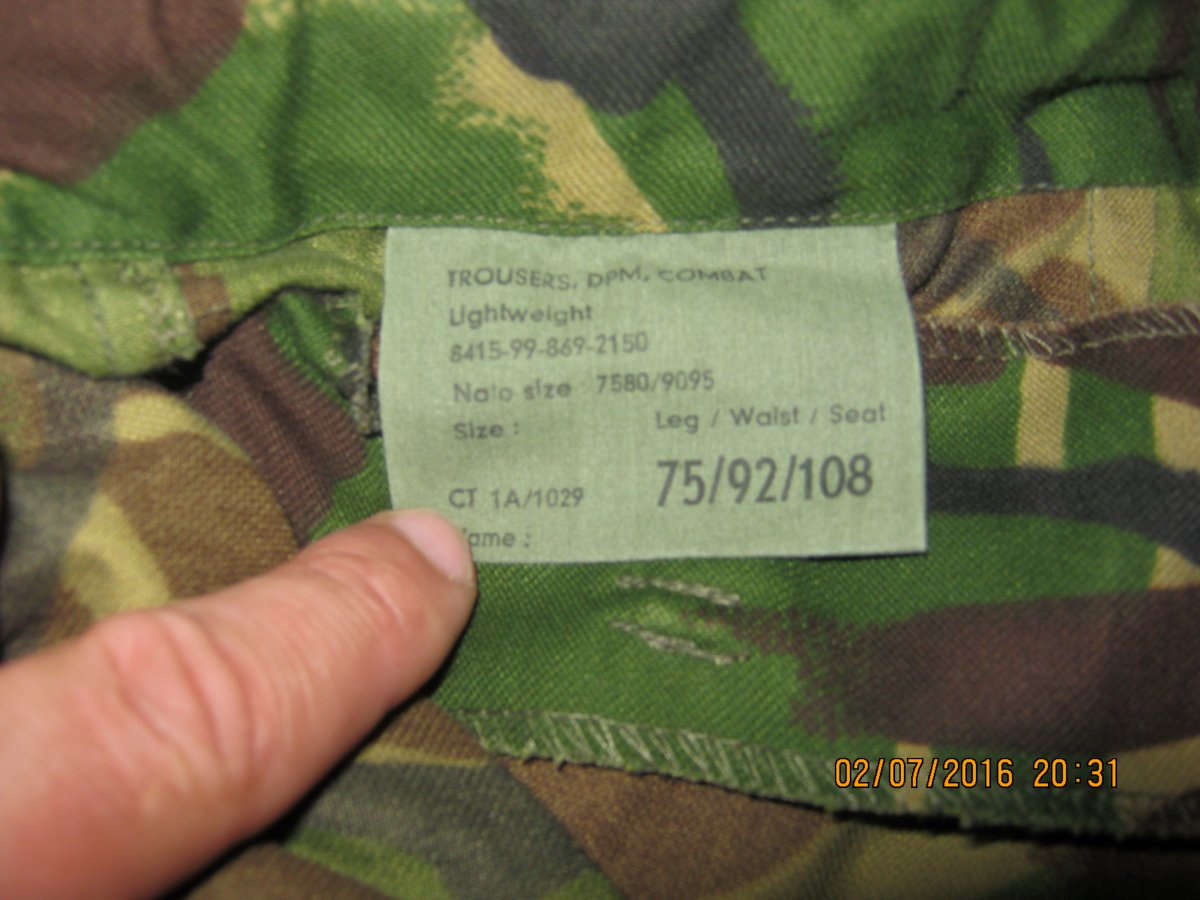 TROUSERS, DPM, COMBAT
Lightweight
8415-99-869-2150
Nato size 7580/9095
Size : Leg / Waist / Seat
CT 1A/1029 75/92/108
ame :
02/07/2016 20:31